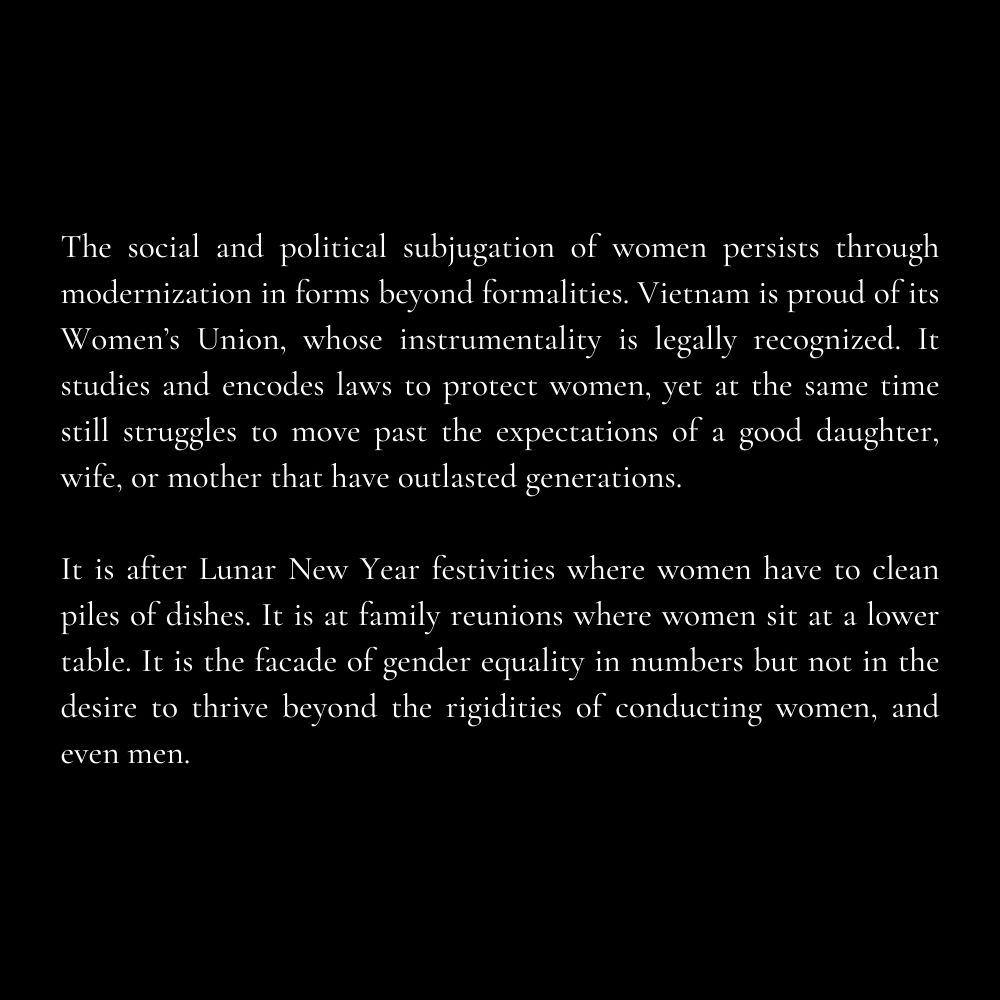 The social and political subjugation of women persists through
modernization in forms beyond formalities. Vietnam is proud of its
Women’s Union, whose instrumentality is legally recognized. It
studies and encodes laws to protect women, yet at the same time
still struggles to move past the expectations of a good daughter,
wife, or mother that have outlasted generations.
It is after Lunar New Year festivities where women have to clean
piles of dishes. It is at family reunions where women sit at a lower
table. It is the facade of gender equality in numbers but not in the
desire to thrive beyond the rigidities of conducting women, and
even men.